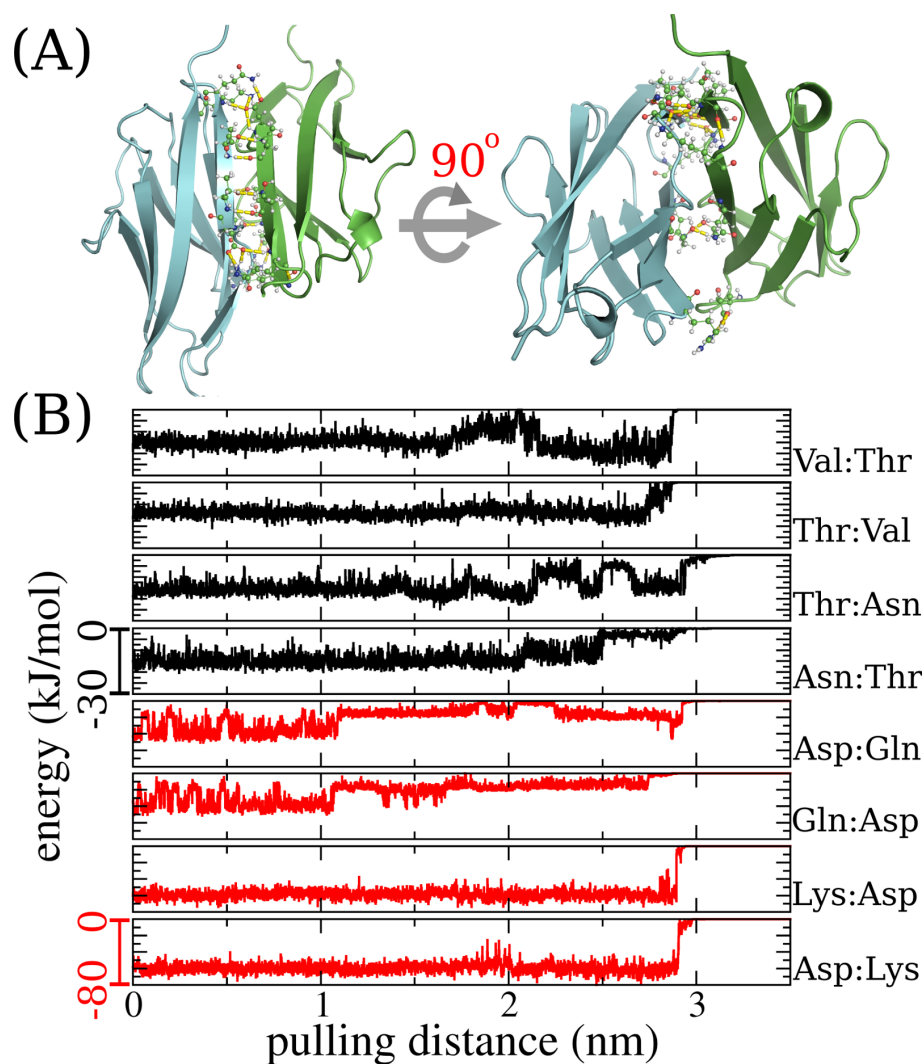 (A)
90°
(B)
Val:Thr
Thr:Val
Thr:Asn
Asn:Thr
Asp:Gln
Gln:Asp
Lys:Asp
Asp:Lys
energy (kJ/mol)
0
-30
0
-80
0 1 2 3
pulling distance (nm)